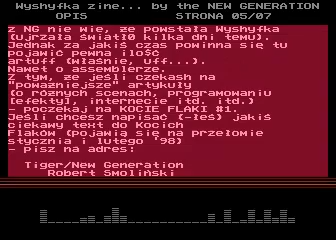 Wyshyfka zine... by the NEW GENERATION
OPIS STRONA 05/07
z NG nie wie, że powstała Wyshyfka
(Ujrzała światł0 kilka dni temu).
Jednak za jakiś czas powinna się tu
pojawić pewna ilość
artuff (właśnie, uff...).
Nawet o assemblerze.
Z tym, że jeśli czekash na
"poważniejsze" artykuły
(o różnych scenach, programowaniu
[efekty], internecie itd. itd.)
- poczekaj na KOCIE FLAKI #1.
Jeśli chcesz napisać (-łeś) jakiś
ciekawy text do Kocich
Flaków (pojawią się na przełomie
stycznia i lutego '98)
- pisz na adres:
Tiger/New Generation
Robert Smoliński